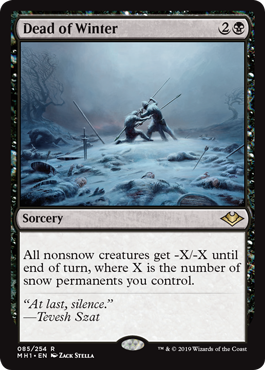 Dead of Winter 2
Sorcery
All nonsnow creatures get -X/-X until
end of turn, where X is the number of
snow permanents you control.
“At last, silence.”
—Tevesh Szat
085/254 R
MH1 • EN ZACK STELLA ™ & © 2019 Wizards of the Coast